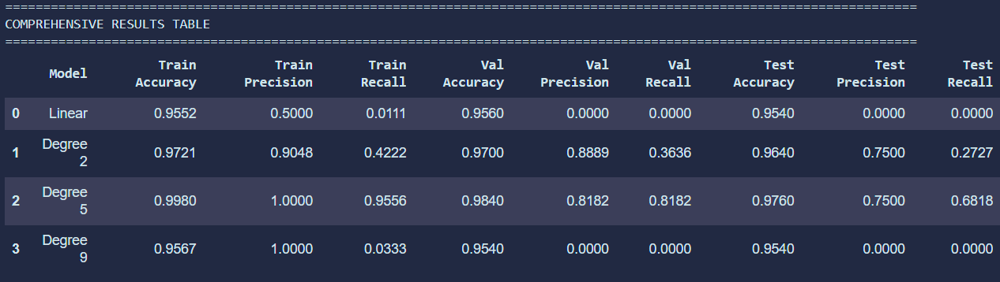 ========================================================================================================================
COMPREHENSIVE RESULTS TABLE
========================================================================================================================
Model Train Accuracy Train Precision Train Recall Val Accuracy Val Precision Val Recall Test Accuracy Test Precision Test Recall
0 Linear 0.9552 0.5000 0.0111 0.9560 0.0000 0.0000 0.9540 0.0000 0.0000
1 Degree 2 0.9721 0.9048 0.4222 0.9700 0.8889 0.3636 0.9640 0.7500 0.2727
2 Degree 5 0.9980 1.0000 0.9556 0.9840 0.8182 0.8182 0.9760 0.7500 0.6818
3 Degree 9 0.9567 1.0000 0.0333 0.9540 0.0000 0.0000 0.9540 0.0000 0.0000